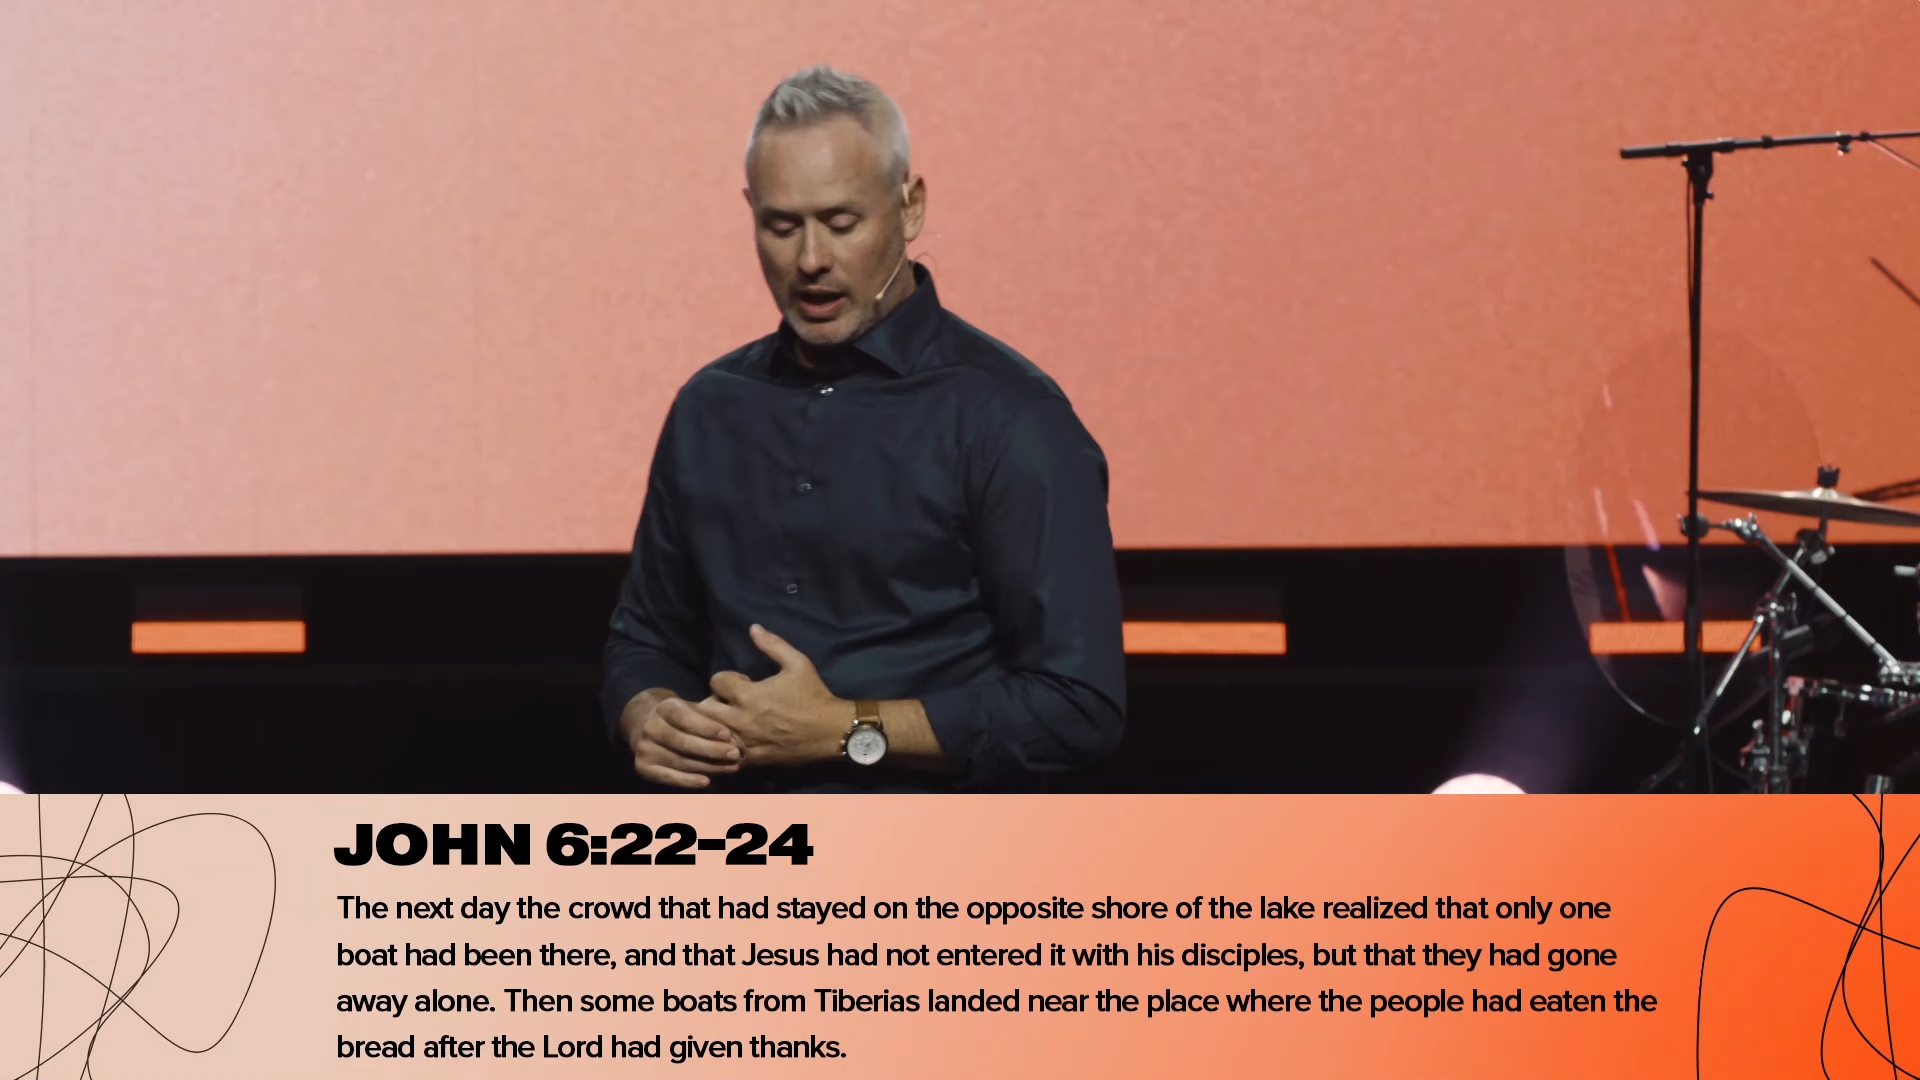 JOHN 6:22-24
The next day the crowd that had stayed on the opposite shore of the lake realized that only one
boat had been there, and that Jesus had not entered it with his disciples, but that they had gone
away alone. Then some boats from Tiberias landed near the place where the people had eaten the
bread after the Lord had given thanks.